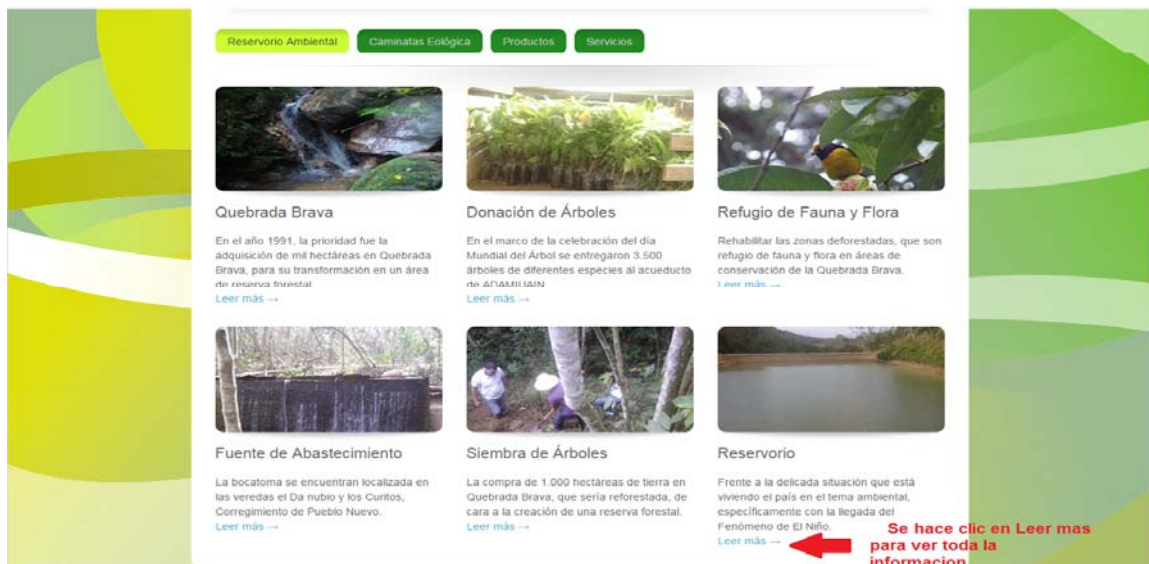 Reservorio Ambiental
Caminatas Eológica
Productos
Servicios
Quebrada Brava
En el año 1991, la prioridad fue la
adquisición de mil hectáreas en Quebrada
Brava, para su transformación en un área
de reserva forestal
Leer más →
Donación de Árboles
En el marco de la celebración del día
Mundial del Árbol se entregaron 3.500
árboles de diferentes especies al acueducto
de ADAMIUAIN
Leer más →
Refugio de Fauna y Flora
Rehabilitar las zonas deforestadas, que son
refugio de fauna y flora en áreas de
conservación de la Quebrada Brava.
Leer más →
Fuente de Abastecimiento
La bocatoma se encuentran localizada en
las veredas el Da nubio y los Curitos,
Corregimiento de Pueblo Nuevo.
Leer más →
Siembra de Árboles
La compra de 1.000 hectáreas de tierra en
Quebrada Brava, que sería reforestada, de
cara a la creación de una reserva forestal.
Leer más →
Reservorio
Frente a la delicada situación que está
viviendo el país en el tema ambiental,
específicamente con la llegada del
Fenómeno de El Niño.
Leer más →
Se hace clic en Leer mas
para ver toda la
informacion